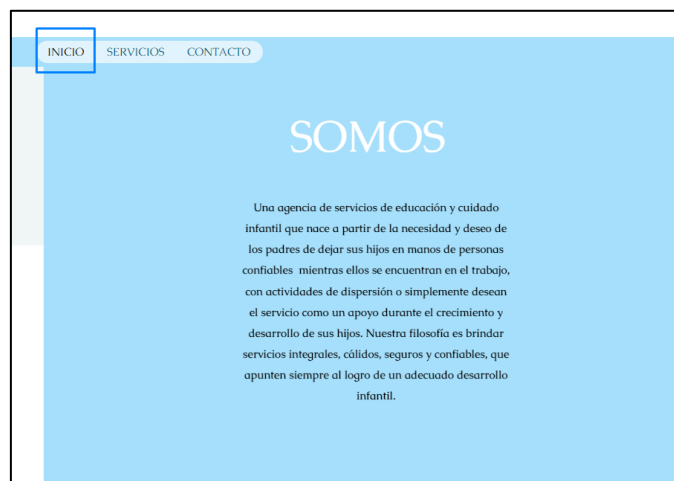 INICIO SERVICIOS CONTACTO
SOMOS
Una agencia de servicios de educación y cuidado
infantil que nace a partir de la necesidad y deseo de
los padres de dejar sus hijos en manos de personas
confiables mientras ellos se encuentran en el trabajo,
con actividades de dispersión o simplemente desean
el servicio como un apoyo durante el crecimiento y
desarrollo de sus hijos. Nuestra filosofía es brindar
servicios integrales, cálidos, seguros y confiables, que
apunten siempre al logro de un adecuado desarrollo
infantil.